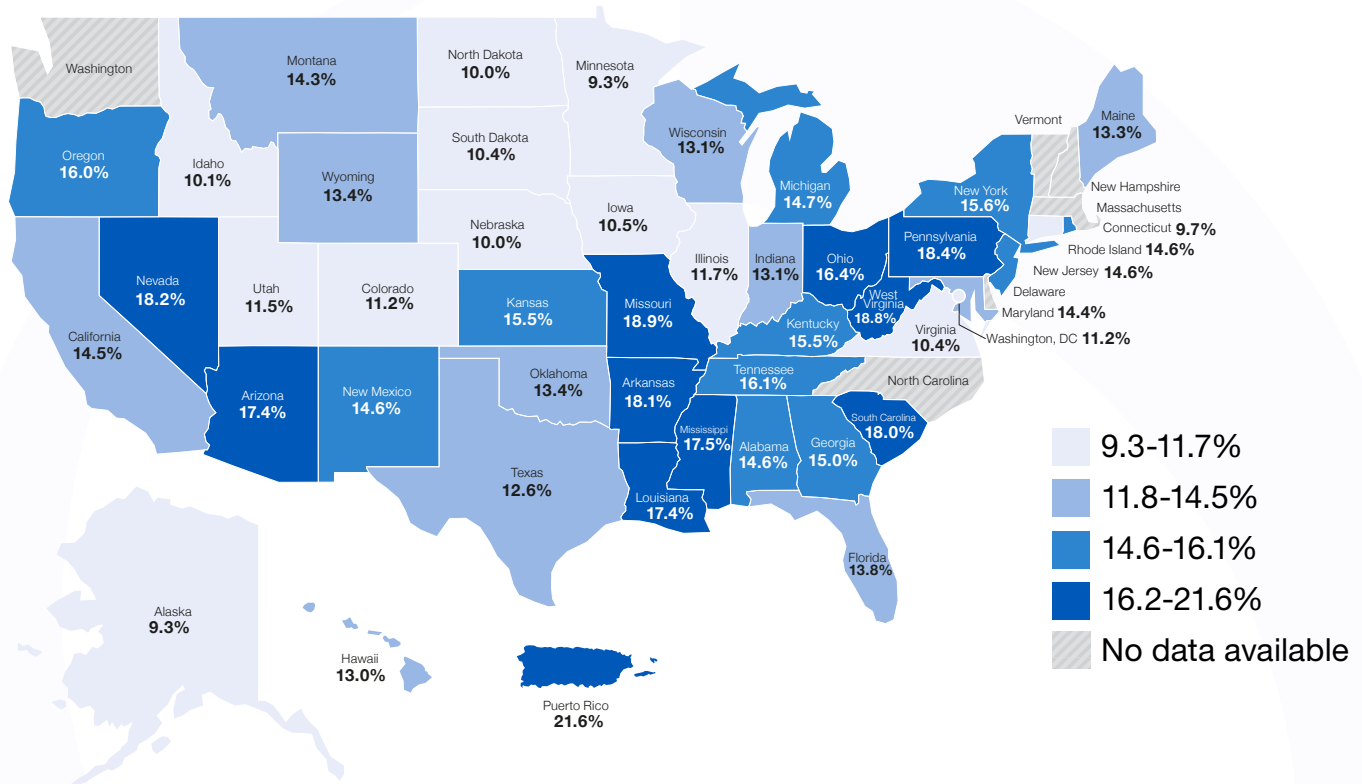 Washington
Montana
14.3%
North Dakota
10.0%
Minnesota
9.3%
Oregon
16.0%
Idaho
10.1%
Wyoming
13.4%
South Dakota
10.4%
Wisconsin
13.1%
Michigan
14.7%
Vermont
Maine
13.3%
New York
15.6%
New Hampshire
Massachusetts
Connecticut 9.7%
Rhode Island 14.6%
New Jersey 14.6%
Delaware
Maryland 14.4%
Washington, DC 11.2%
Nebraska
10.0%
Iowa
10.5%
Illinois
11.7%
Indiana
13.1%
Ohio
16.4%
Pennsylvania
18.4%
Nevada
18.2%
Utah
11.5%
Colorado
11.2%
Kansas
15.5%
Missouri
18.9%
Kentucky
15.5%
West
Virginia
18.8%
Virginia
10.4%
California
14.5%
Arizona
17.4%
New Mexico
14.6%
Oklahoma
13.4%
Arkansas
18.1%
Tennessee
16.1%
North Carolina
Mississippi
17.5%
Alabama
14.6%
Georgia
15.0%
South Carolina
18.0%
Texas
12.6%
Louisiana
17.4%
Florida
13.8%
Alaska
9.3%
Hawaii
13.0%
Puerto Rico
21.6%
9.3-11.7%
11.8-14.5%
14.6-16.1%
16.2-21.6%
No data available